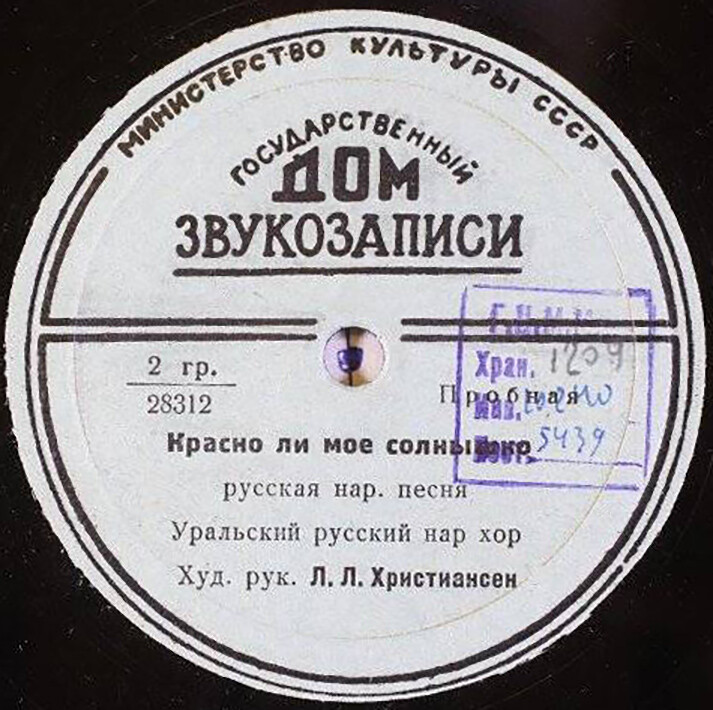 МИНИСТЕРСТВО КУЛЬТУРЫ СССР
ГОСУДАРСТВЕННЫЙ
ДОМ
ЗВУКОЗАПИСИ
2 гр.
28312
Пробная
Хран. 1209
5439
Красно ли мое солнышко
русская нар. песня
Уральский русский нар хор
Худ. рук. Л. Л. Христиансен